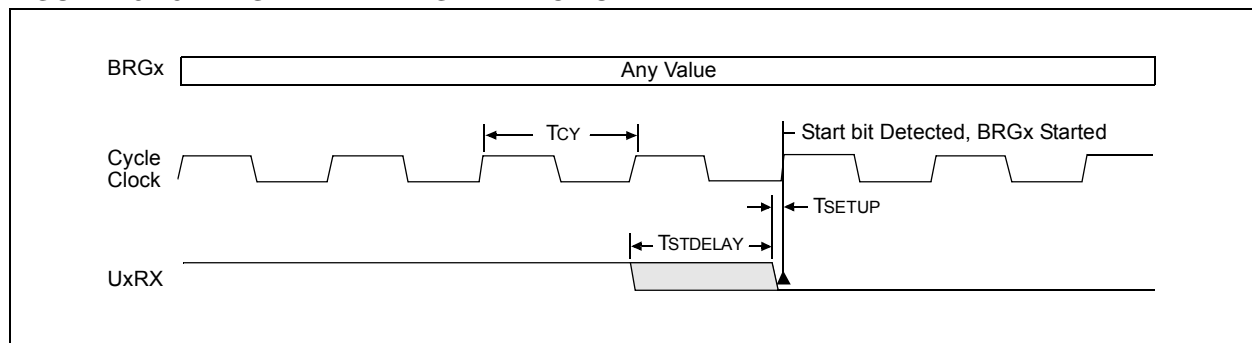 BRGx
Any Value
TCY
Start bit Detected, BRGx Started
Cycle
Clock
TSETUP
TSTDELAY
UxRX